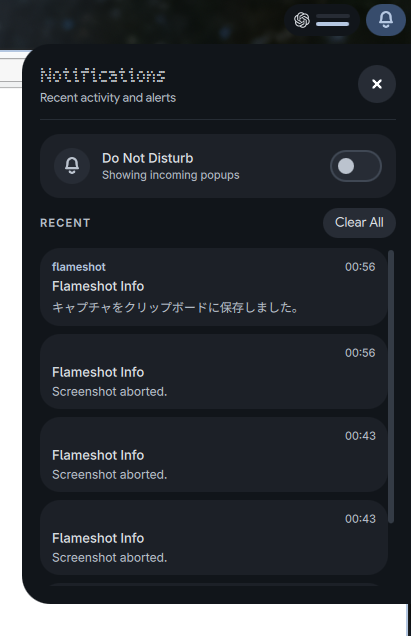 Notifications
Recent activity and alerts
Do Not Disturb
Showing incoming popups
RECENT
Clear All
flameshot
00:56
Flameshot Info
キャプチャをクリップボードに保存しました。
00:56
Flameshot Info
Screenshot aborted.
00:43
Flameshot Info
Screenshot aborted.
00:43
Flameshot Info
Screenshot aborted.